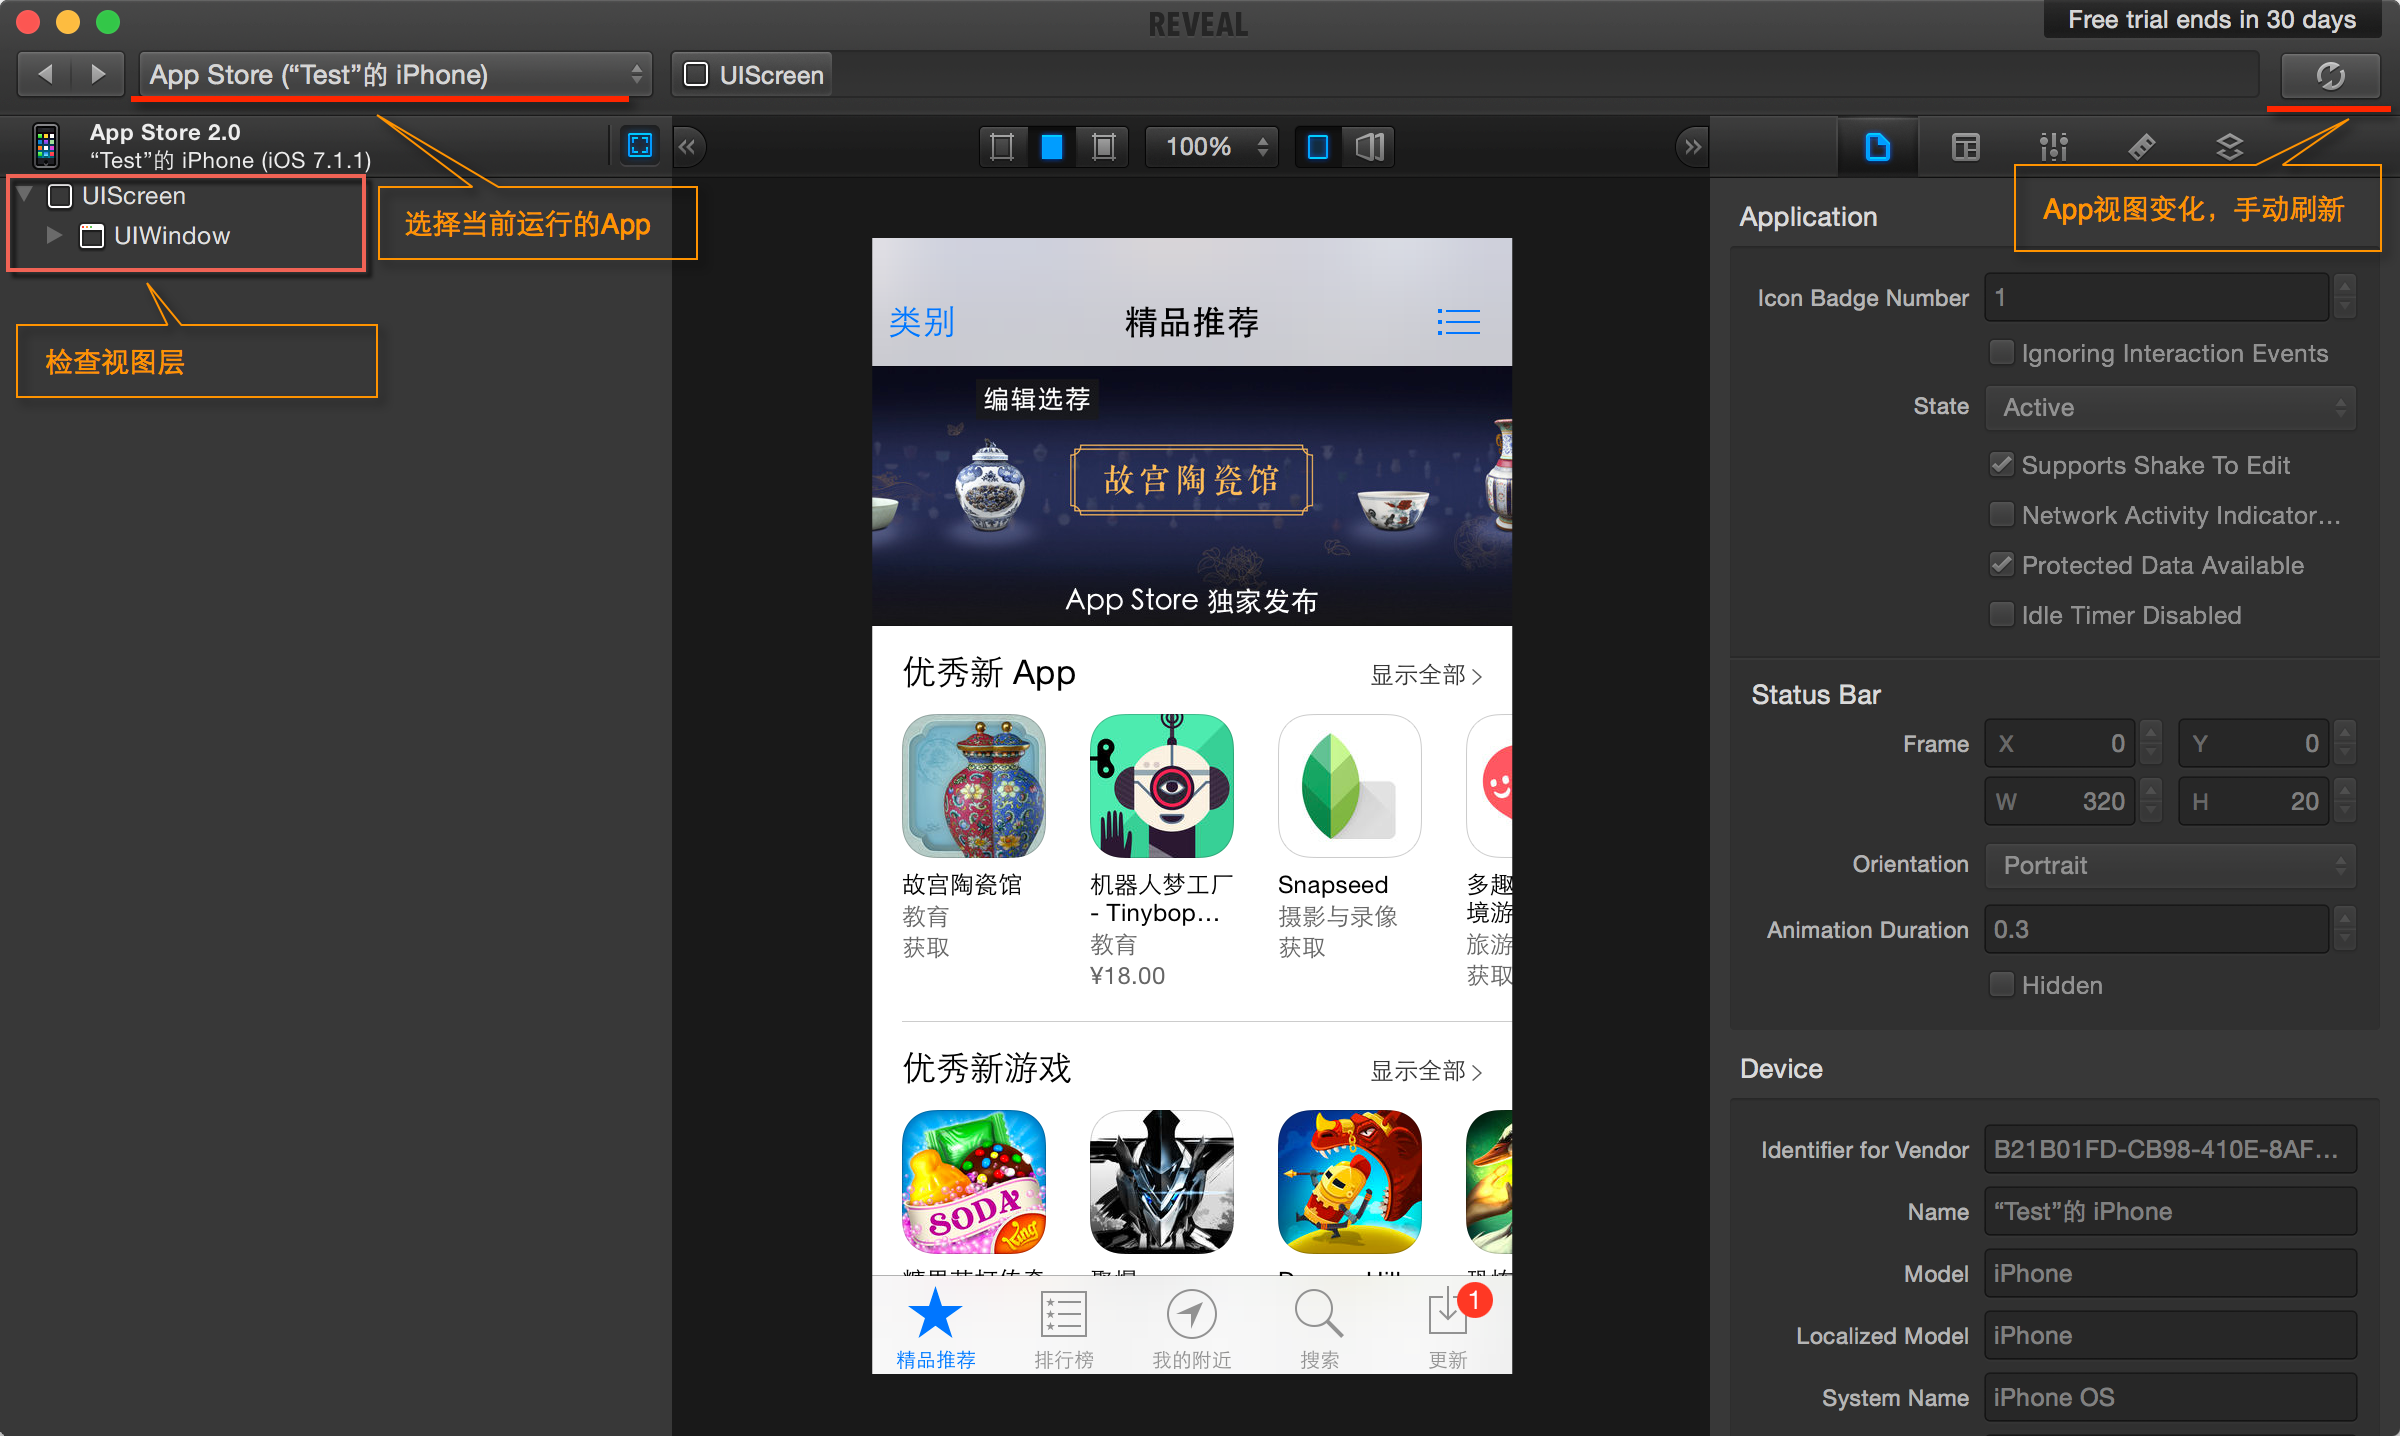 REVEAL
Free trial ends in 30 days
App Store (“Test”的 iPhone)
UIScreen
App Store 2.0
“Test”的 iPhone (iOS 7.1.1)
100%
UIScreen
UIWindow
选择当前运行的App
检查视图层
App视图变化，手动刷新
类别
精品推荐
编辑选荐
故宫陶瓷馆
App Store 独家发布
优秀新 App
显示全部 >
故宫陶瓷馆
教育
获取
机器人梦工厂
- Tinybop...
教育
¥18.00
Snapseed
摄影与录像
获取
多趣
境游
旅游
获取
优秀新游戏
显示全部 >
SODA
King
精品推荐
排行榜
我的附近
搜索
更新
1
Application
Icon Badge Number 1
Ignoring Interaction Events
State Active
Supports Shake To Edit
Network Activity Indicator...
Protected Data Available
Idle Timer Disabled
Status Bar
Frame X 0 Y 0
W 320 H 20
Orientation Portrait
Animation Duration 0.3
Hidden
Device
Identifier for Vendor B21B01FD-CB98-410E-8AF...
Name “Test”的 iPhone
Model iPhone
Localized Model iPhone
System Name iPhone OS